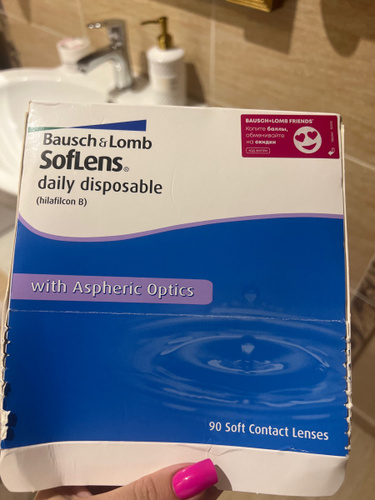 Bausch & Lomb
SofLens®
daily disposable
(hilafilcon B)
BAUSCH+LOMB FRIENDS
Копите баллы,
обменивайте
на скидки
with Aspheric Optics
90 Soft Contact Lenses